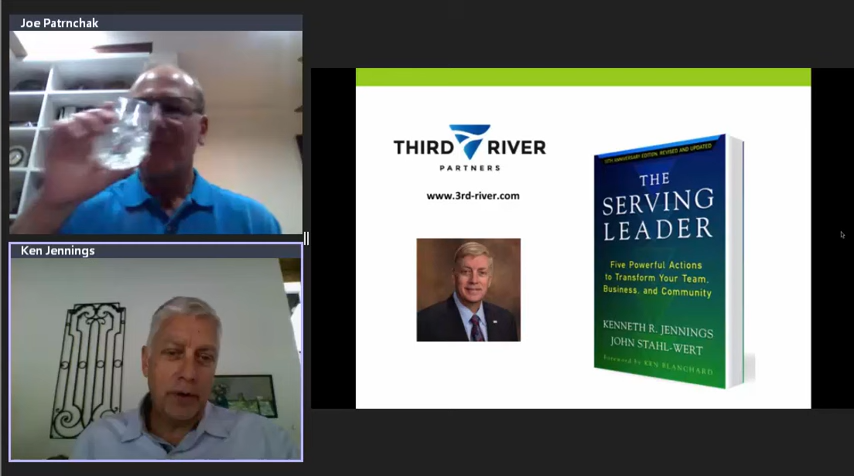 Joe Patrnchak
Ken Jennings
THIRD RIVER
PARTNERS
www.3rd-river.com
10TH ANNIVERSARY EDITION, REVISED AND UPDATED
THE
SERVING
LEADER
Five Powerful Actions
to Transform Your Team,
Business, and Community
KENNETH R. JENNINGS
JOHN STAHL-WERT
Foreword by KEN BLANCHARD